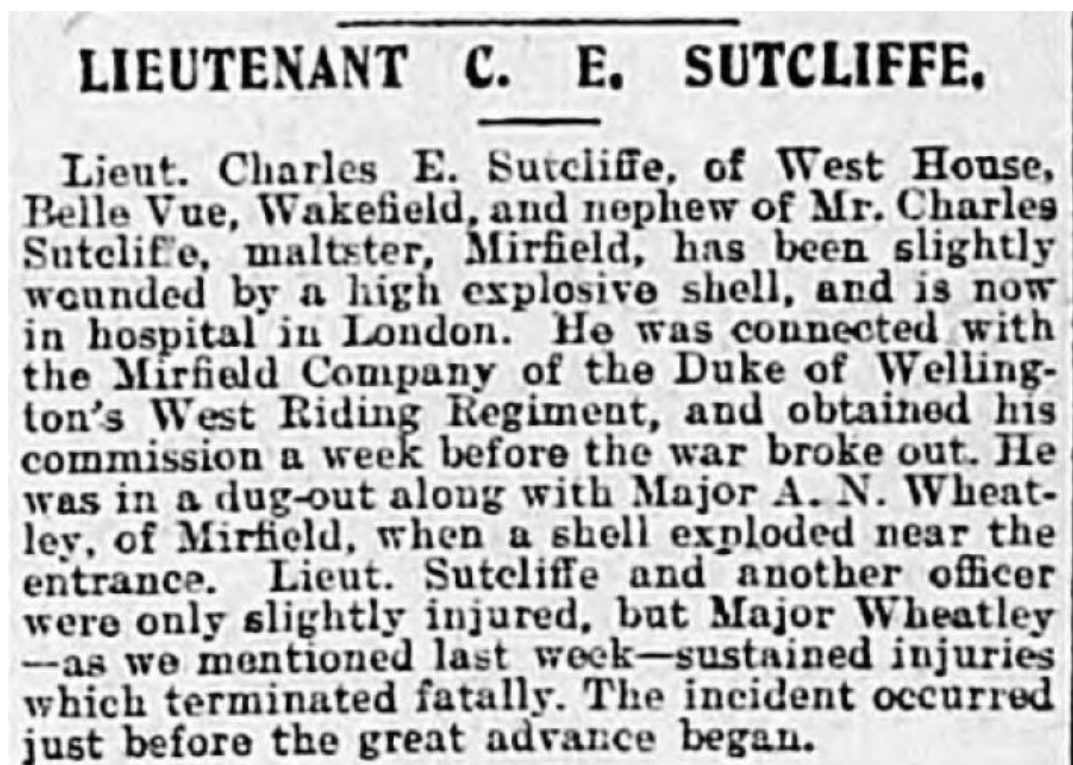 LIEUTENANT C. E. SUTCLIFFE.
Lieut. Charles E. Sutcliffe, of West House,
Belle Vue, Wakefield, and nephew of Mr. Charles
Sutcliffe, maltster, Mirfield, has been slightly
wounded by a high explosive shell, and is now
in hospital in London. He was connected with
the Mirfield Company of the Duke of Welling-
ton's West Riding Regiment, and obtained his
commission a week before the war broke out. He
was in a dug-out along with Major A. N. Wheat-
ley, of Mirfield, when a shell exploded near the
entrance. Lieut. Sutcliffe and another officer
were only slightly injured, but Major Wheatley
—as we mentioned last week—sustained injuries
which terminated fatally. The incident occurred
just before the great advance began.